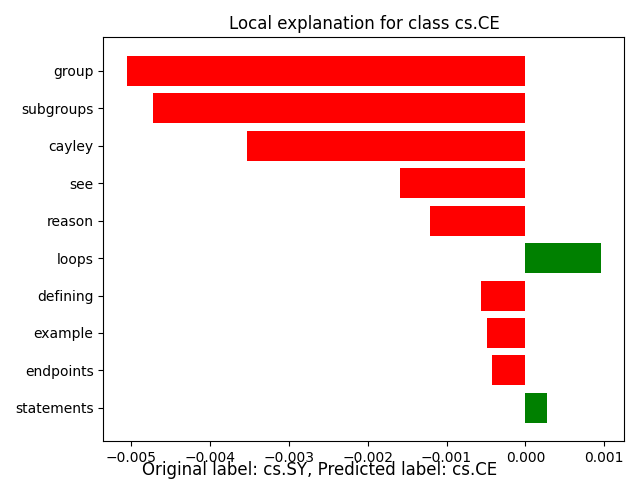 Local explanation for class cs.CE
group
subgroups
cayley
see
reason
loops
defining
example
endpoints
statements
−0.005 −0.004 −0.003 −0.002 −0.001 0.000 0.001
Original label: cs.SY, Predicted label: cs.CE